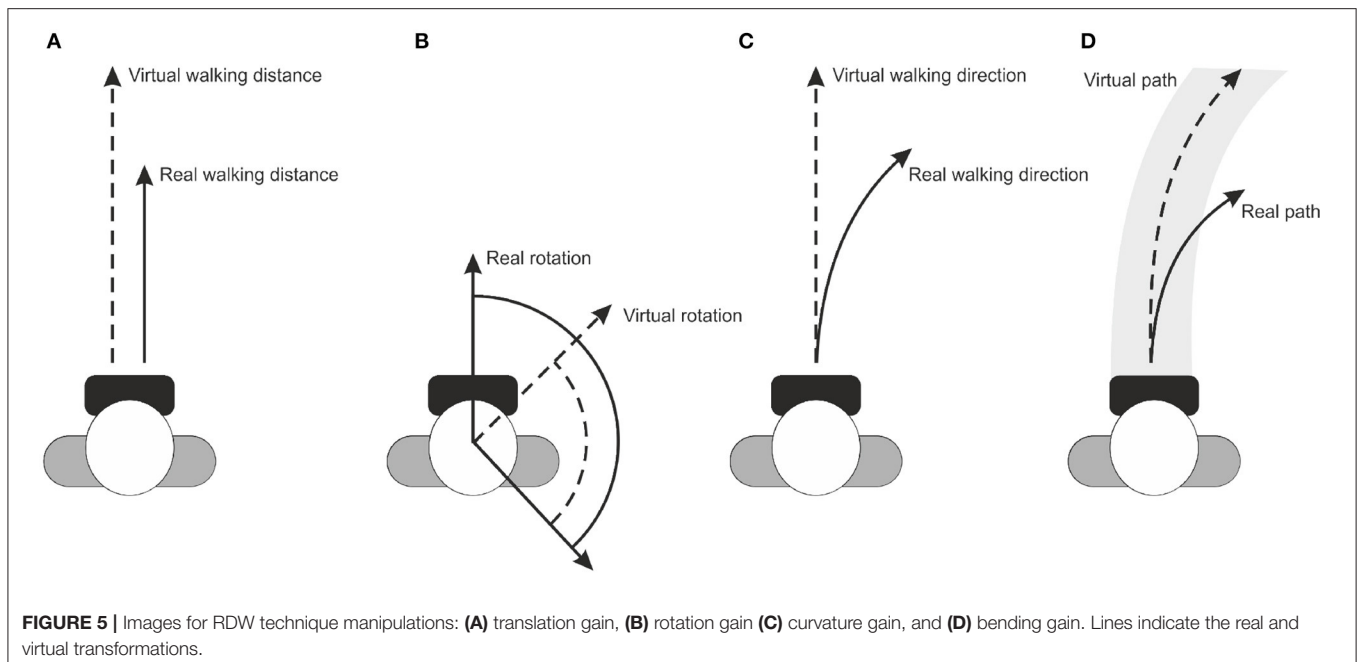 A
B
C
D
Virtual walking distance
Virtual walking direction
Virtual path
Real walking distance
Real walking direction
Real path
Real rotation
Virtual rotation
FIGURE 5 | Images for RDW technique manipulations: (A) translation gain, (B) rotation gain (C) curvature gain, and (D) bending gain. Lines indicate the real and
virtual transformations.